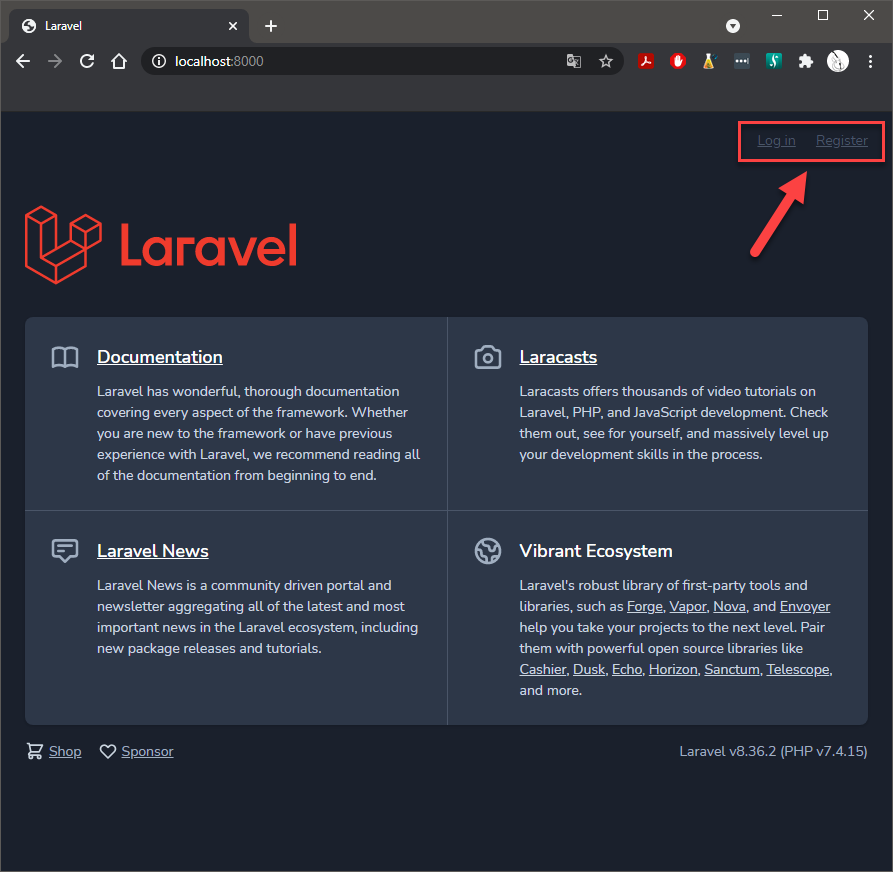 Laravel
localhost:8000
Log in Register
Laravel
Documentation
Laravel has wonderful, thorough documentation
covering every aspect of the framework. Whether
you are new to the framework or have previous
experience with Laravel, we recommend reading all
of the documentation from beginning to end.
Laracasts
Laracasts offers thousands of video tutorials on
Laravel, PHP, and JavaScript development. Check
them out, see for yourself, and massively level up
your development skills in the process.
Laravel News
Laravel News is a community driven portal and
newsletter aggregating all of the latest and most
important news in the Laravel ecosystem, including
new package releases and tutorials.
Vibrant Ecosystem
Laravel's robust library of first-party tools and
libraries, such as Forge, Vapor, Nova, and Envoyer
help you take your projects to the next level. Pair
them with powerful open source libraries like
Cashier, Dusk, Echo, Horizon, Sanctum, Telescope,
and more.
Shop Sponsor
Laravel v8.36.2 (PHP v7.4.15)